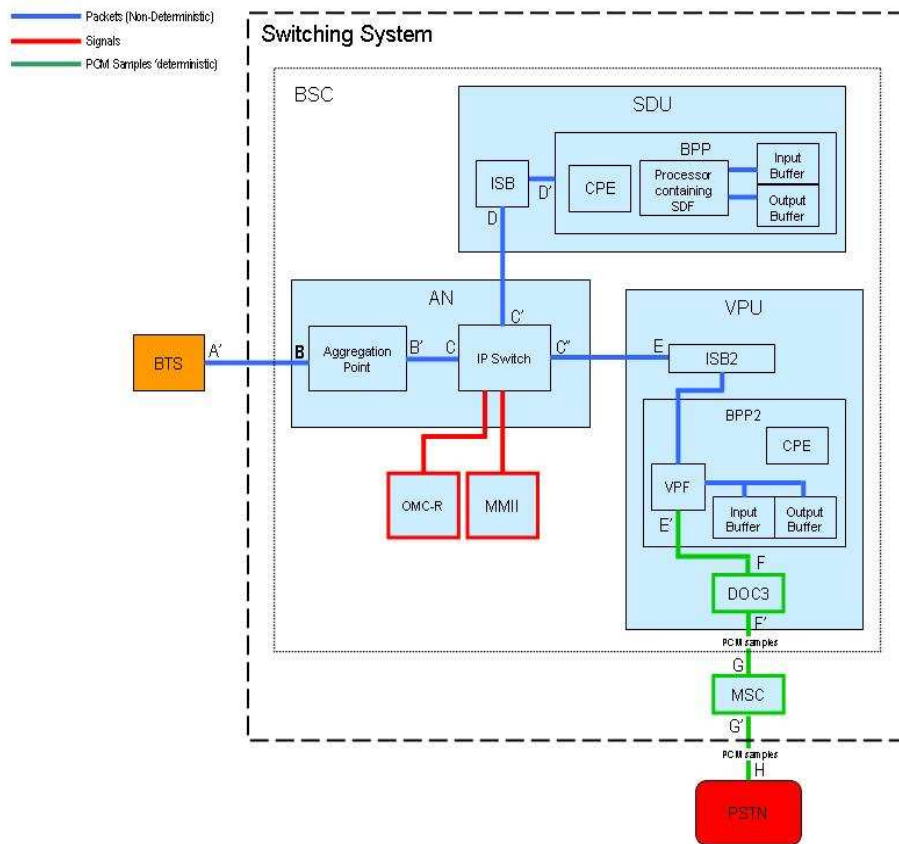 Packets (Non-Deterministic)
Signals
PCM Samples 'deterministic)
Switching System
BSC
SDU
BPP
ISB
D'
CPE
Processor
containing
SDF
Input
Buffer
Output
Buffer
D
AN
C'
VPU
BTS
A'
B
Aggregation
Point
B'
C
IP Switch
C"
E
ISB2
BPP2
CPE
OMC-R
MMII
VPF
E'
Input
Buffer
Output
Buffer
F
DOC3
F'
PCM samples
G
MSC
G'
PCM samples
H
PSTN